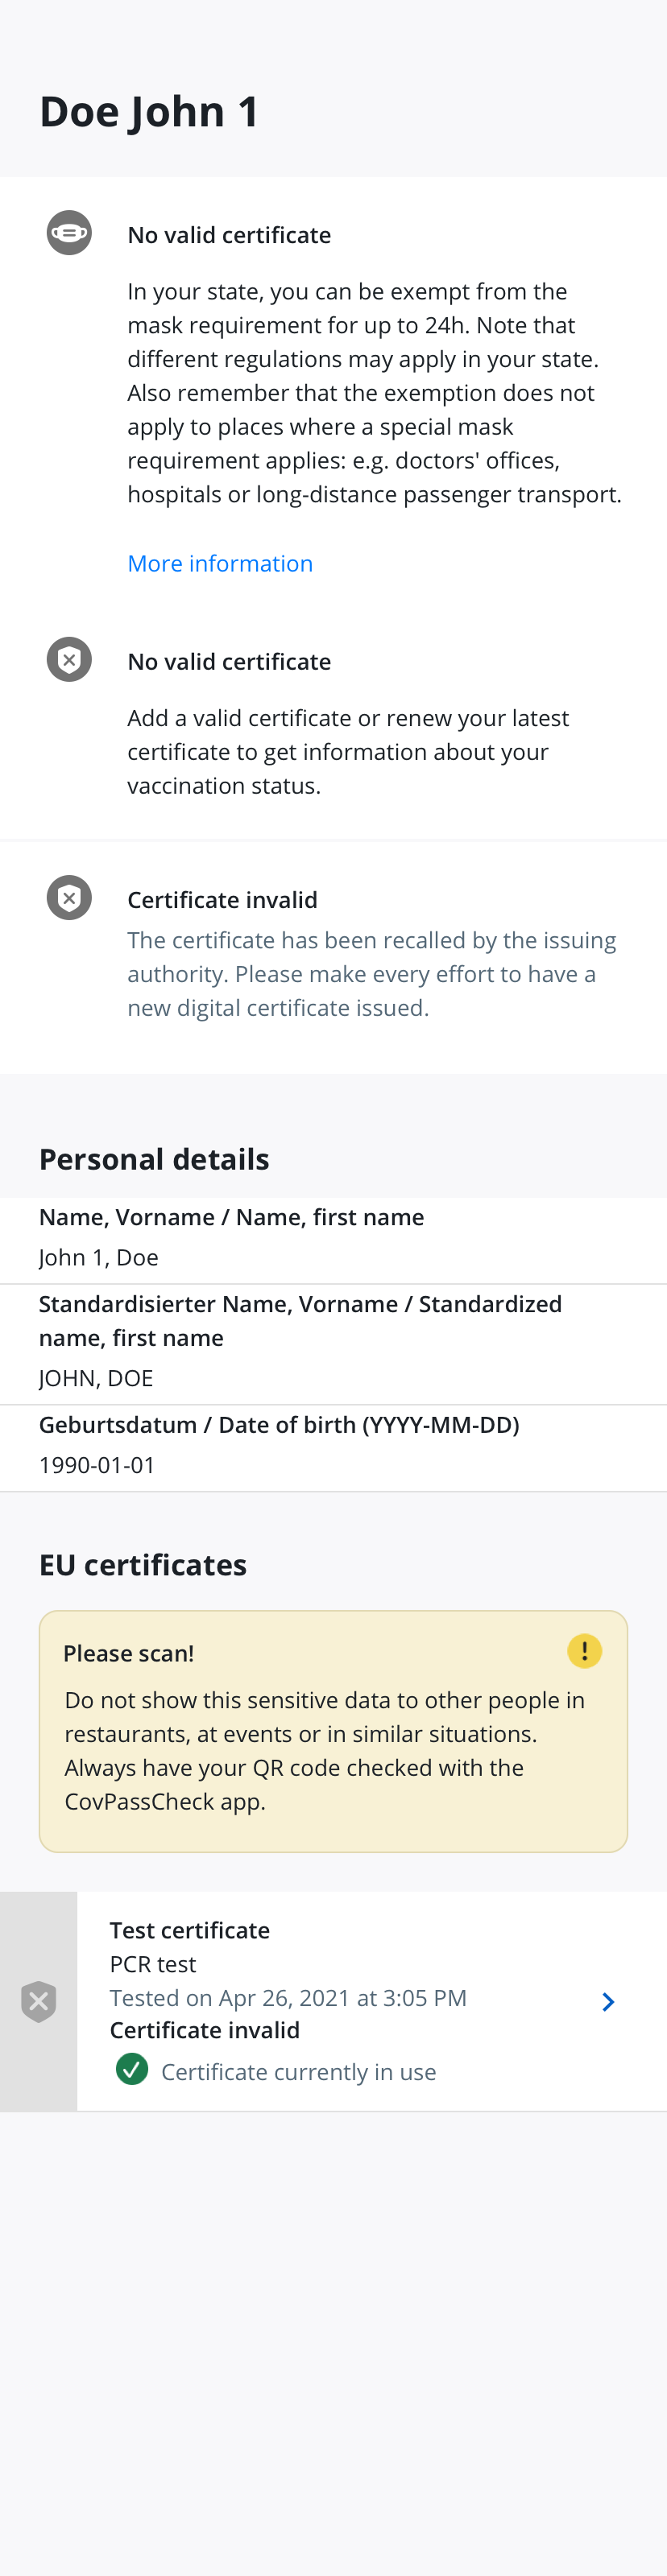 Doe John 1
No valid certificate
In your state, you can be exempt from the
mask requirement for up to 24h. Note that
different regulations may apply in your state.
Also remember that the exemption does not
apply to places where a special mask
requirement applies: e.g. doctors' offices,
hospitals or long-distance passenger transport.
More information
No valid certificate
Add a valid certificate or renew your latest
certificate to get information about your
vaccination status.
Certificate invalid
The certificate has been recalled by the issuing
authority. Please make every effort to have a
new digital certificate issued.
Personal details
Name, Vorname / Name, first name
John 1, Doe
Standardisierter Name, Vorname / Standardized
name, first name
JOHN, DOE
Geburtsdatum / Date of birth (YYYY-MM-DD)
1990-01-01
EU certificates
Please scan!
Do not show this sensitive data to other people in
restaurants, at events or in similar situations.
Always have your QR code checked with the
CovPassCheck app.
Test certificate
PCR test
Tested on Apr 26, 2021 at 3:05 PM
Certificate invalid
Certificate currently in use